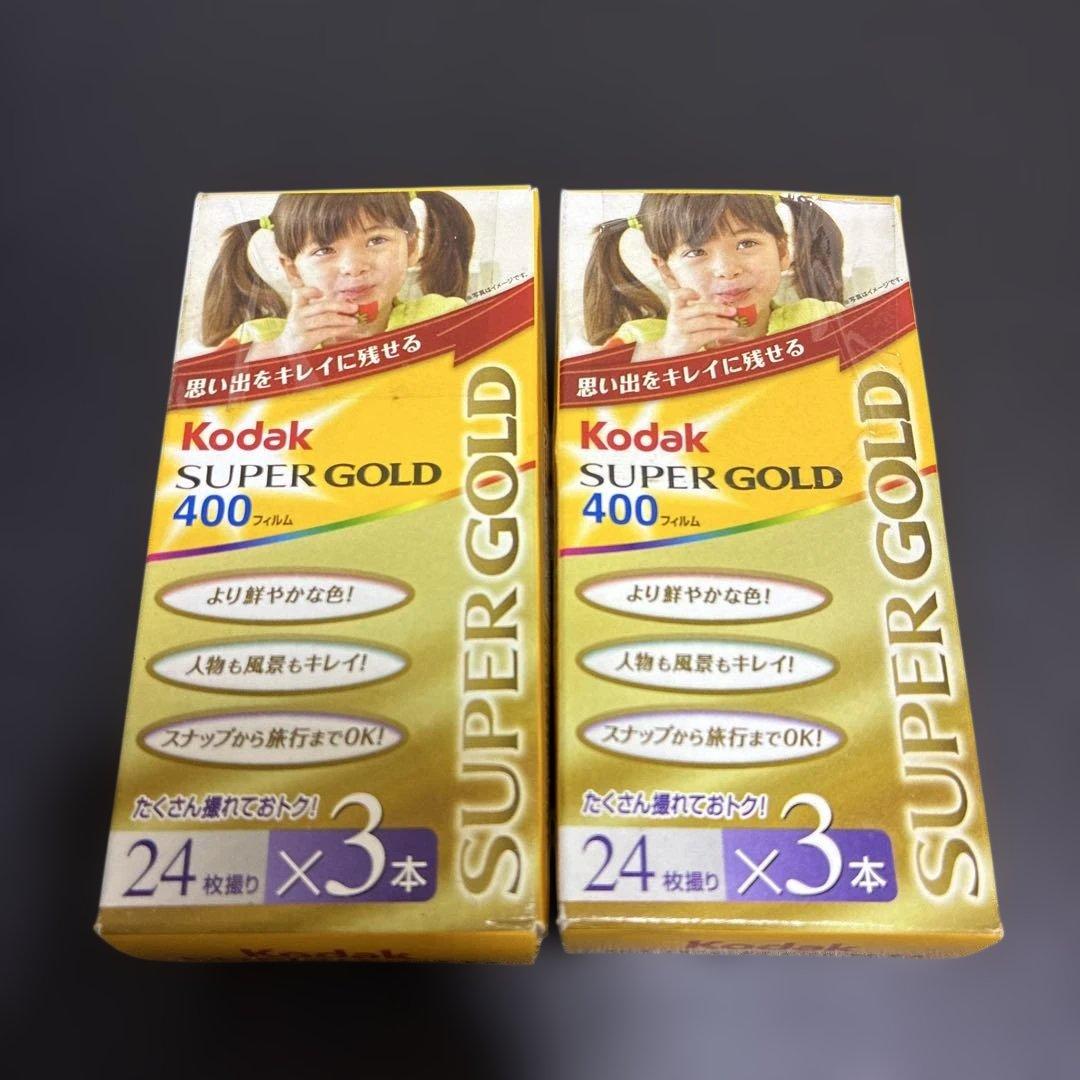 ※写真はイメージです。
思い出をキレイに残せる
Kodak
SUPER GOLD
400フィルム
より鮮やかな色!
人物も風景もキレイ!
スナップから旅行までOK!
たくさん撮れておトク!
24枚撮り×3本
SUPER GOLD
Kodak
※写真はイメージです。
思い出をキレイに残せる
Kodak
SUPER GOLD
400フィルム
より鮮やかな色!
人物も風景もキレイ!
スナップから旅行までOK!
たくさん撮れておトク!
24枚撮り×3本
SUPER GOLD
Kodak